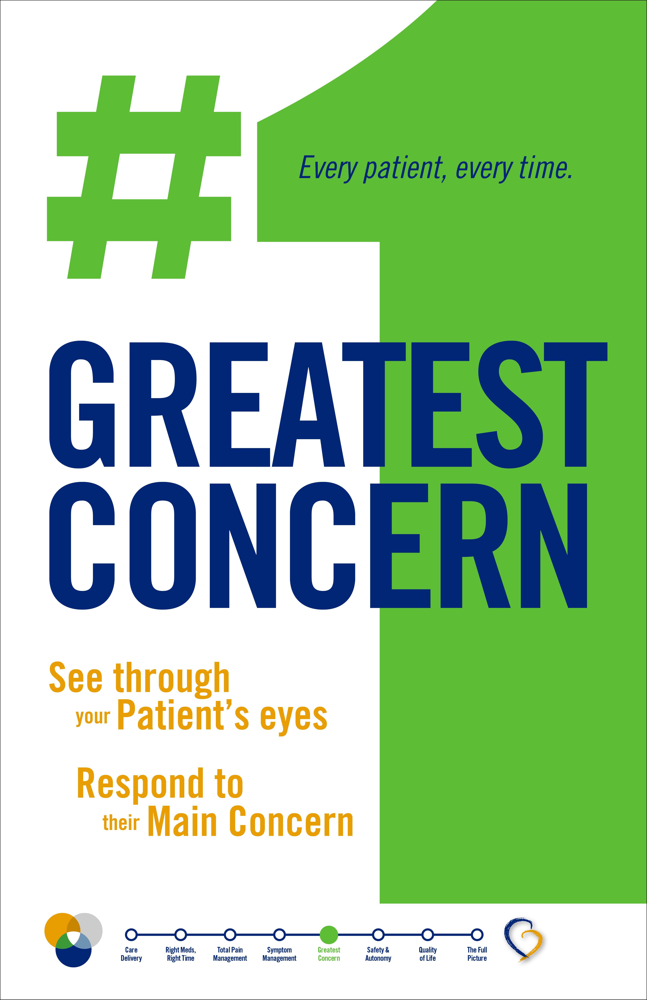 #1
Every patient, every time.
GREATEST
CONCERN
See through
your Patient’s eyes
Respond to
their Main Concern
Care
Delivery
Right Meds,
Right Time
Total Pain
Management
Symptom
Management
Greatest
Concern
Safety &
Autonomy
Quality
of Life
The Full
Picture